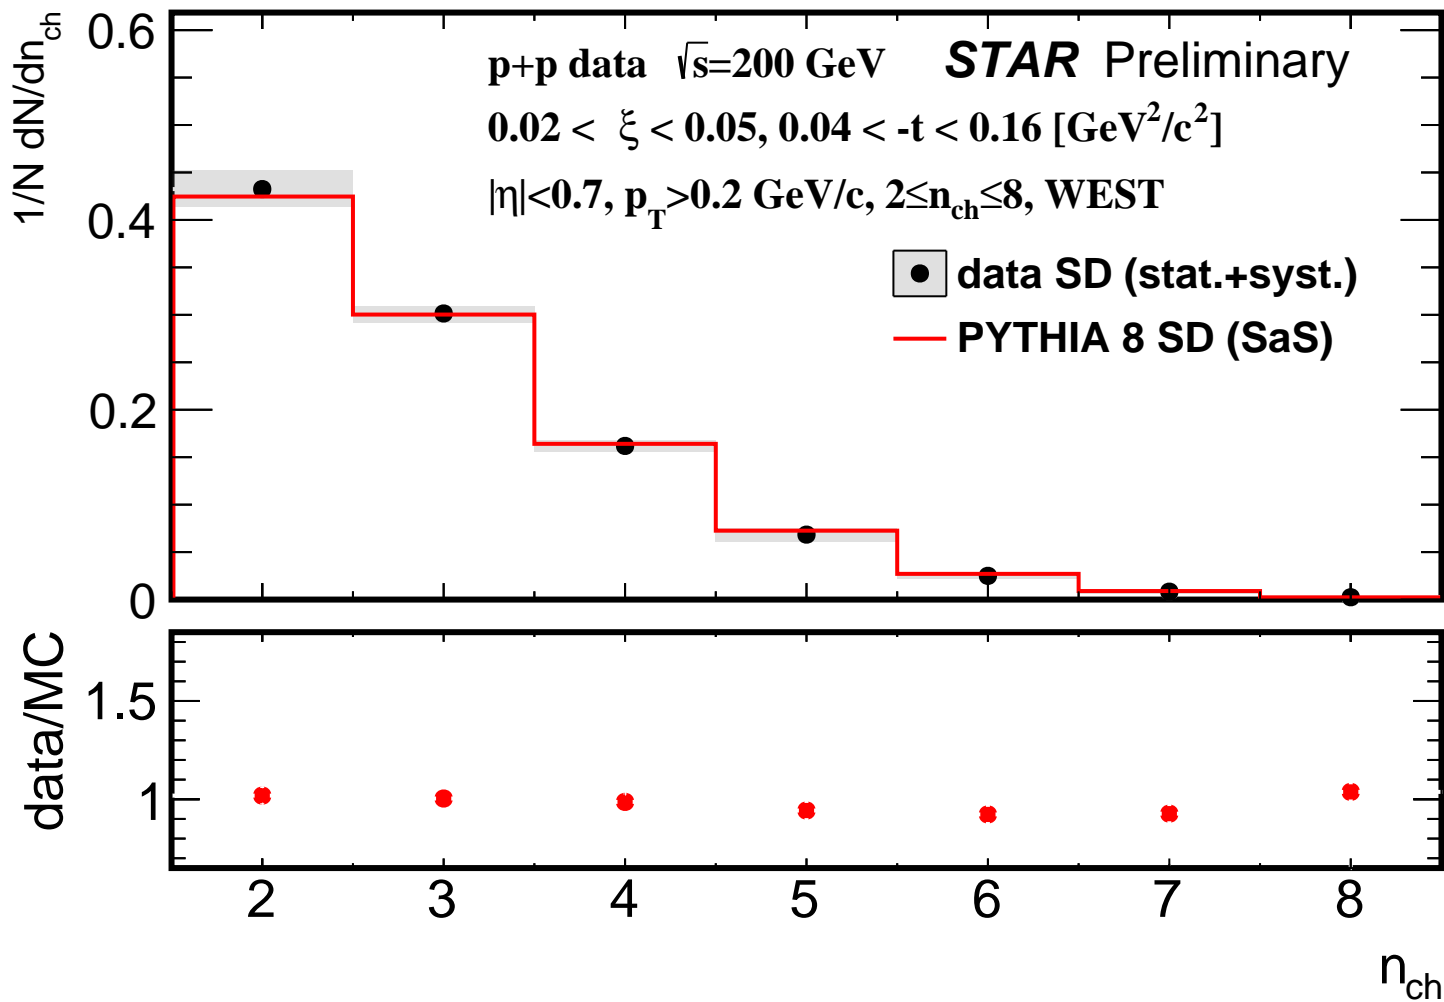 1/N dN/dn_ch
0.6
0.4
0.2
0
p+p data √s=200 GeV STAR Preliminary
0.02 < ξ < 0.05, 0.04 < -t < 0.16 [GeV²/c²]
|η|<0.7, p_T>0.2 GeV/c, 2≤n_ch≤8, WEST
data SD (stat.+syst.)
PYTHIA 8 SD (SaS)
data/MC
1.5
1
2 3 4 5 6 7 8
n_ch